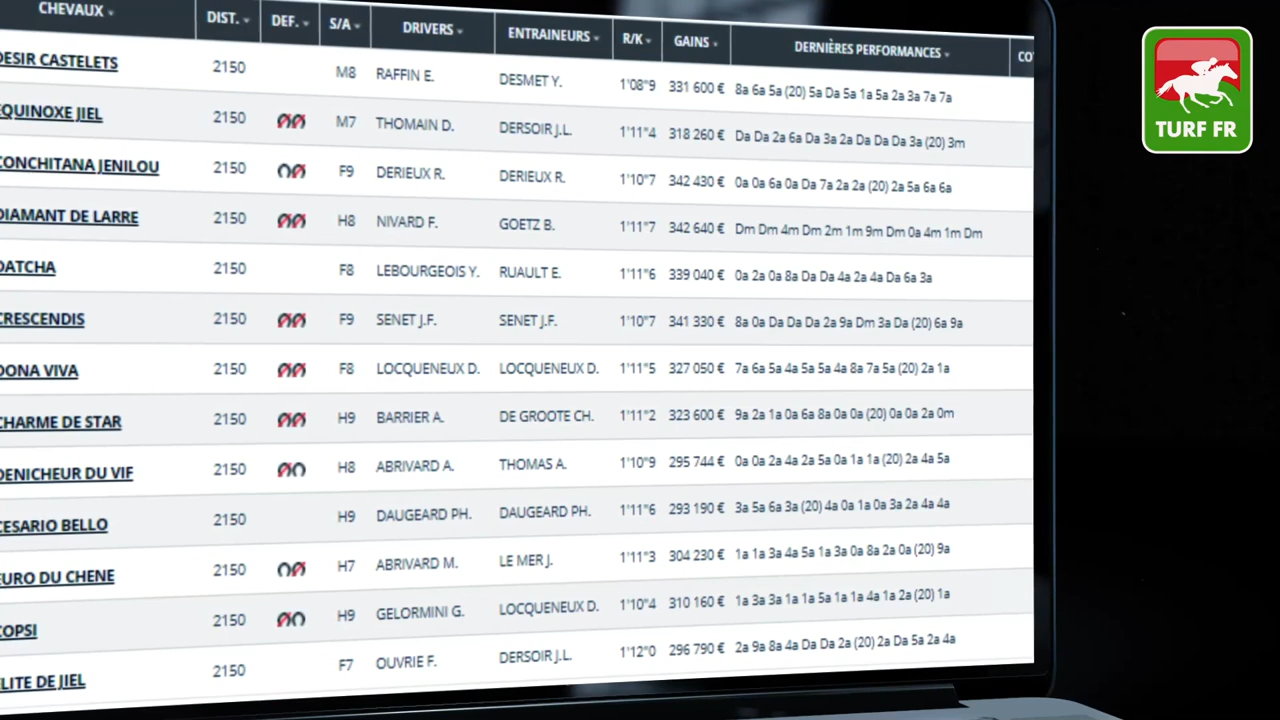 CHEVAUX DIST. DEF. S/A DRIVERS ENTRAINEURS R/K GAINS DERNIÈRES PERFORMANCES CO
DESIR CASTELETS 2150 M8 RAFFIN E. DESMET Y. 1'08"9 331 600 € 8a 6a 5a (20) 5a Da 5a 1a 5a 2a 3a 7a 7a
EQUINOXE JIEL 2150 M7 THOMAIN D. DERSOIR J.L. 1'11"4 318 260 € Da Da 2a 6a Da 3a 2a Da Da Da 3a (20) 3m
CONCHITANA JENILOU 2150 F9 DERIEUX R. DERIEUX R. 1'10"7 342 430 € 0a 0a 6a 0a Da 7a 2a 2a (20) 2a 5a 6a 6a
DIAMANT DE LARRE 2150 H8 NIVARD F. GOETZ B. 1'11"7 342 640 € Dm Dm 4m Dm 2m 1m 9m Dm 0a 4m 1m Dm
DATCHA 2150 F8 LEBOURGEOIS Y. RUAULT E. 1'11"6 339 040 € 0a 2a 0a 8a Da Da 4a 2a 4a Da 6a 3a
CRESCENDIS 2150 F9 SENET J.F. SENET J.F. 1'10"7 341 330 € 8a 0a Da Da Da 2a 9a Dm 3a Da (20) 6a 9a
DONA VIVA 2150 F8 LOCQUENEUX D. LOCQUENEUX D. 1'11"5 327 050 € 7a 6a 5a 4a 5a 5a 4a 8a 7a 5a (20) 2a 1a
CHARME DE STAR 2150 H9 BARRIER A. DE GROOTE CH. 1'11"2 323 600 € 9a 2a 1a 0a 6a 8a 0a 0a (20) 0a 0a 2a 0m
DENICHEUR DU VIF 2150 H8 ABRIVARD A. THOMAS A. 1'10"9 295 744 € 0a 0a 2a 4a 2a 5a 0a 1a 1a (20) 2a 4a 5a
CESARIO BELLO 2150 H9 DAUGEARD PH. DAUGEARD PH. 1'11"6 293 190 € 3a 5a 6a 3a (20) 4a 0a 1a 0a 3a 2a 4a 4a
EURO DU CHENE 2150 H7 ABRIVARD M. LE MER J. 1'11"3 304 230 € 1a 1a 3a 4a 5a 1a 3a 0a 8a 2a 0a (20) 9a
COPSI 2150 H9 GELORMINI G. LOCQUENEUX D. 1'10"4 310 160 € 1a 3a 3a 1a 1a 5a 1a 1a 4a 1a 2a (20) 1a
ELITE DE JIEL 2150 F7 OUVRIE F. DERSOIR J.L. 1'12"0 296 790 € 2a 9a 8a 4a Da Da 2a (20) 2a Da 5a 2a 4a
TURF FR